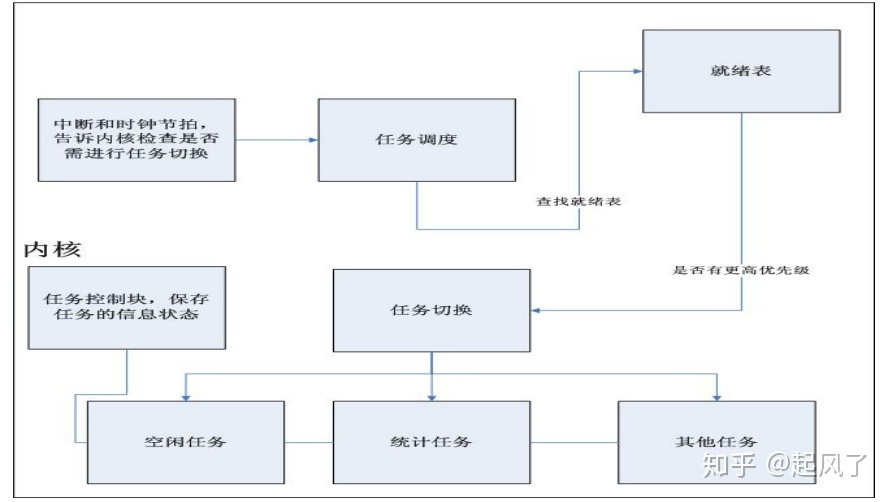 就绪表
中断和时钟节拍，
告诉内核检查是否
需进行任务切换
任务调度
查找就绪表
内核
是否有更高优先级
任务控制块，保存
任务的信息状态
任务切换
空闲任务
统计任务
其他任务
知乎 @起风了